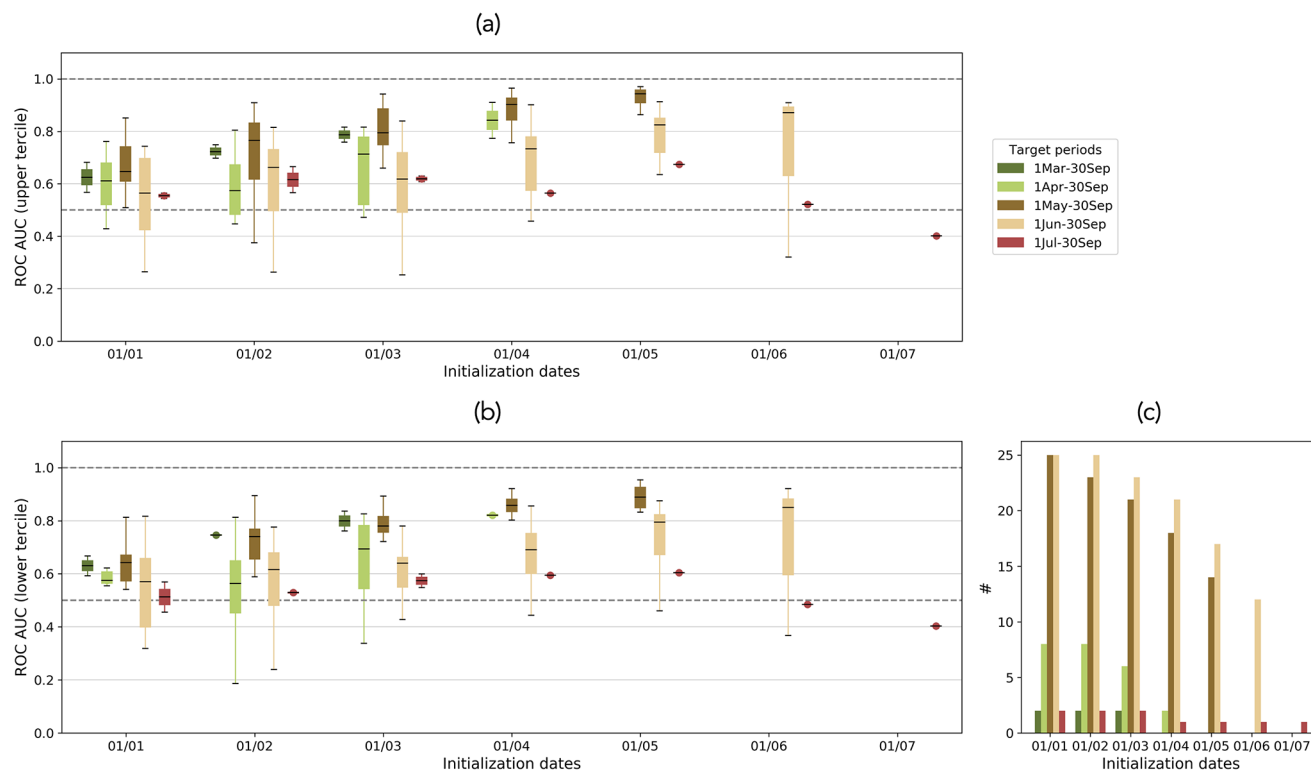 (a)
ROC AUC (upper tercile)
1.0
0.8
0.6
0.4
0.2
0.0
01/01 01/02 01/03 01/04 01/05 01/06 01/07
Initialization dates
Target periods
1Mar-30Sep
1Apr-30Sep
1May-30Sep
1Jun-30Sep
1Jul-30Sep
(b)
ROC AUC (lower tercile)
1.0
0.8
0.6
0.4
0.2
0.0
01/01 01/02 01/03 01/04 01/05 01/06 01/07
Initialization dates
(c)
#
25
20
15
10
5
0
01/01 01/02 01/03 01/04 01/05 01/06 01/07
Initialization dates